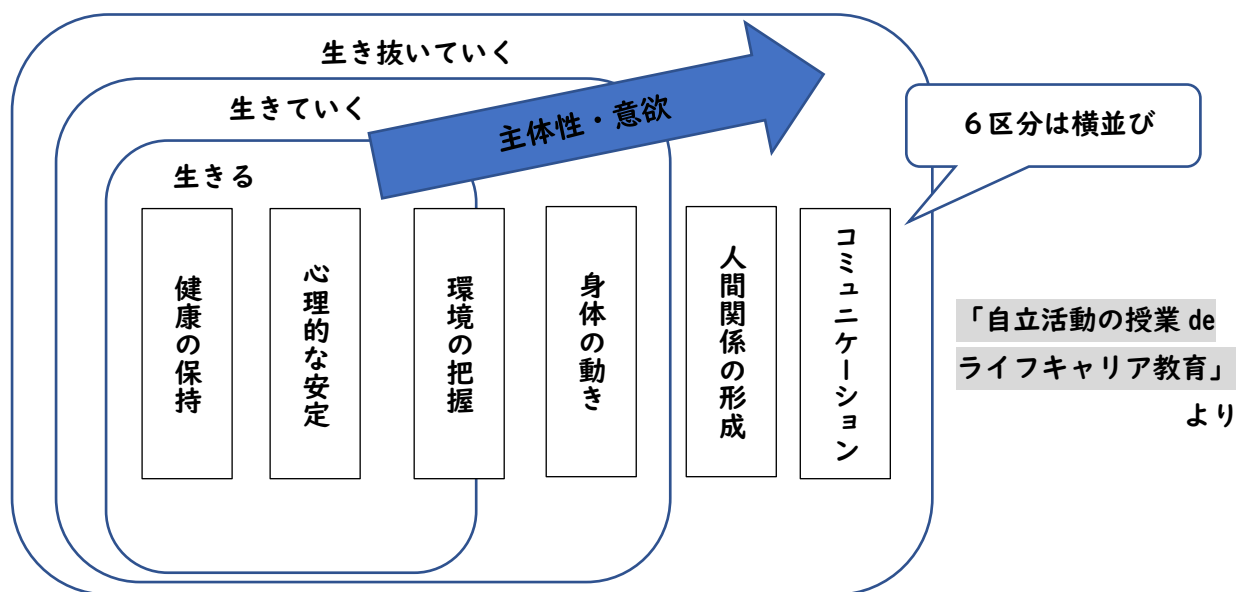 生き抜いていく
生きていく
主体性・意欲
生きる
6区分は横並び
健康の保持
心理的な安定
環境の把握
身体の動き
人間関係の形成
コミュニケーション
「自立活動の授業 de
ライフキャリア教育」
より